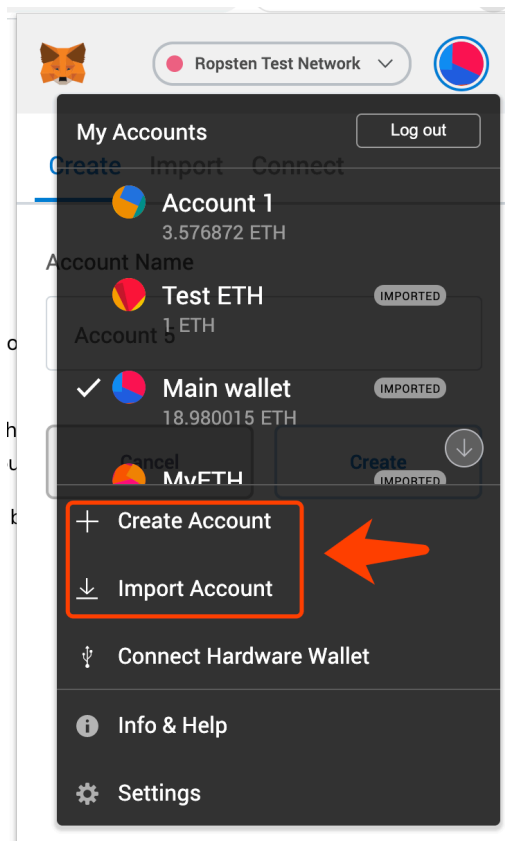 Ropsten Test Network
My Accounts
Log out
Create Import Connect
Account 1
3.576872 ETH
Account Name
Test ETH
IMPORTED
1 ETH
Account 5
Main wallet
IMPORTED
18.980015 ETH
Cancel
Create
MyETH
IMPORTED
Create Account
Import Account
Connect Hardware Wallet
Info & Help
Settings